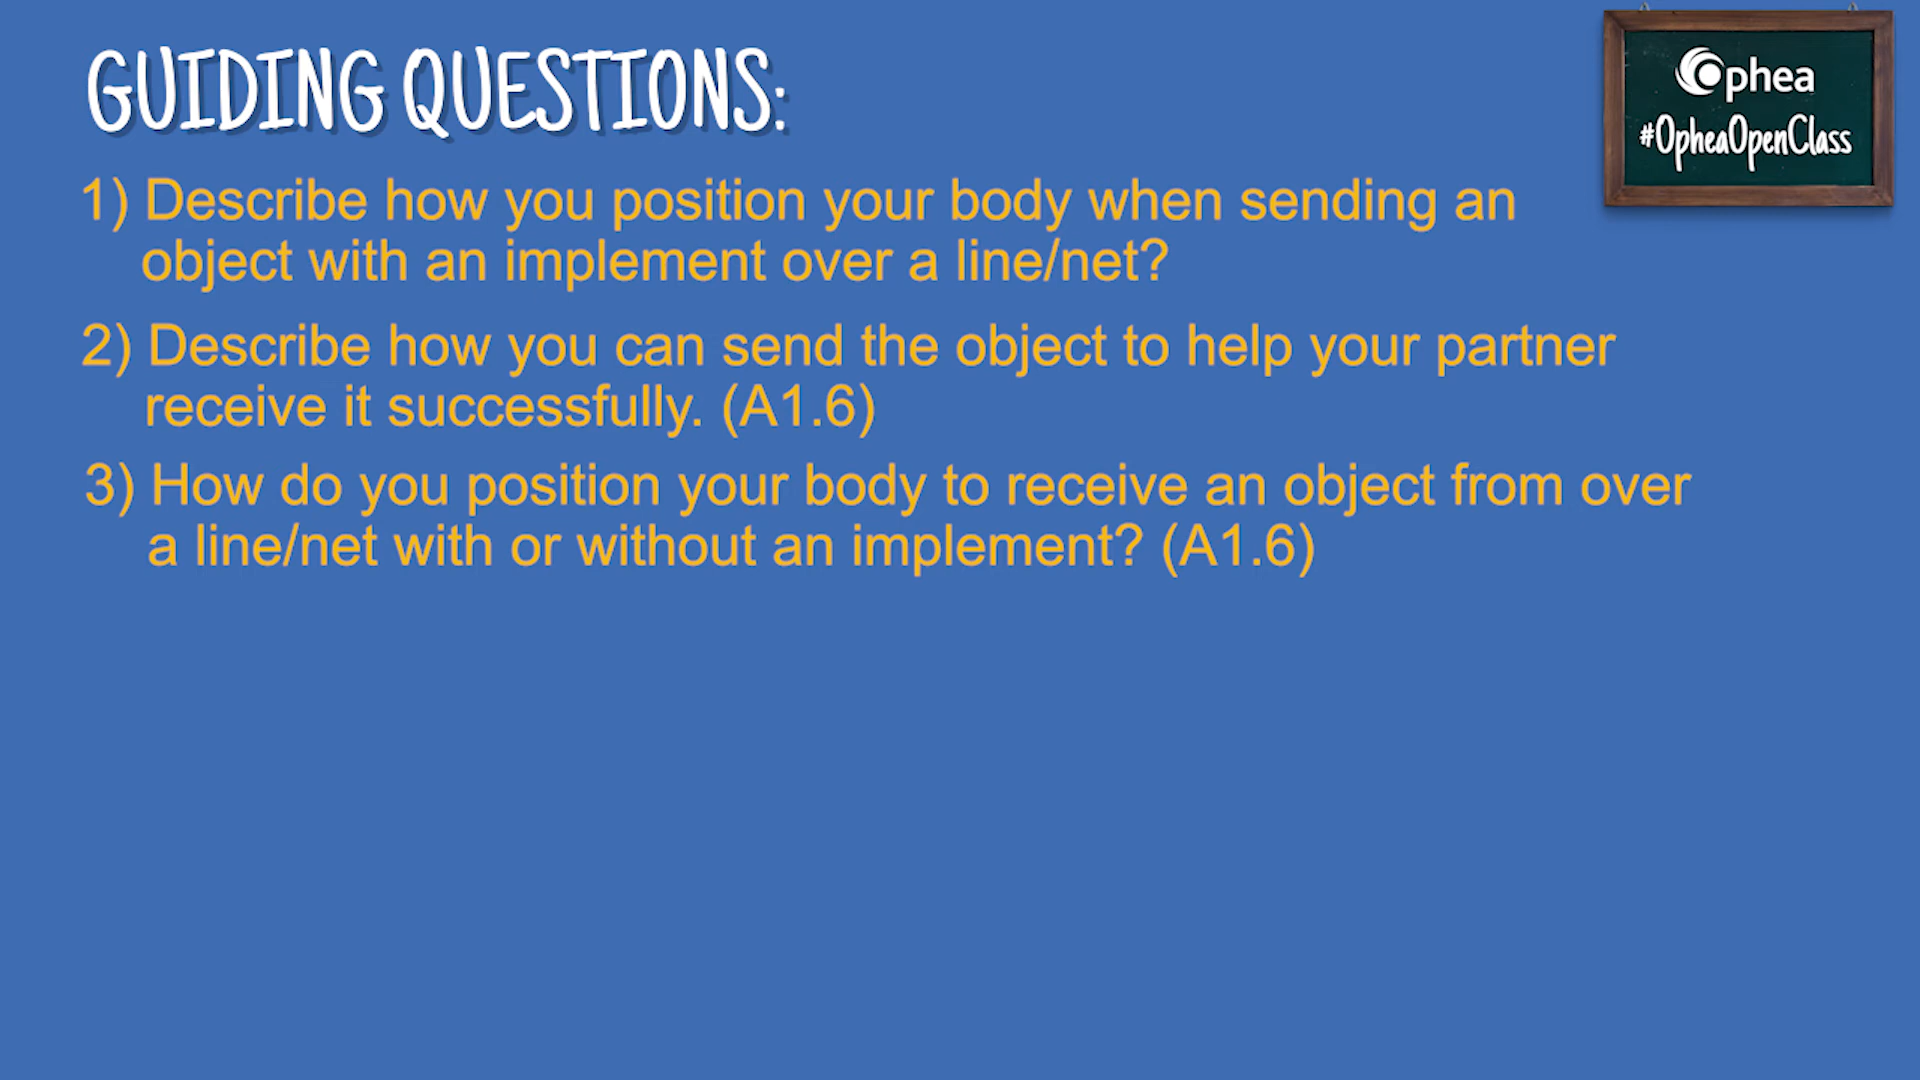 GUIDING QUESTIONS:
Ophea
#OpheaOpenClass
1) Describe how you position your body when sending an
object with an implement over a line/net?
2) Describe how you can send the object to help your partner
receive it successfully. (A1.6)
3) How do you position your body to receive an object from over
a line/net with or without an implement? (A1.6)